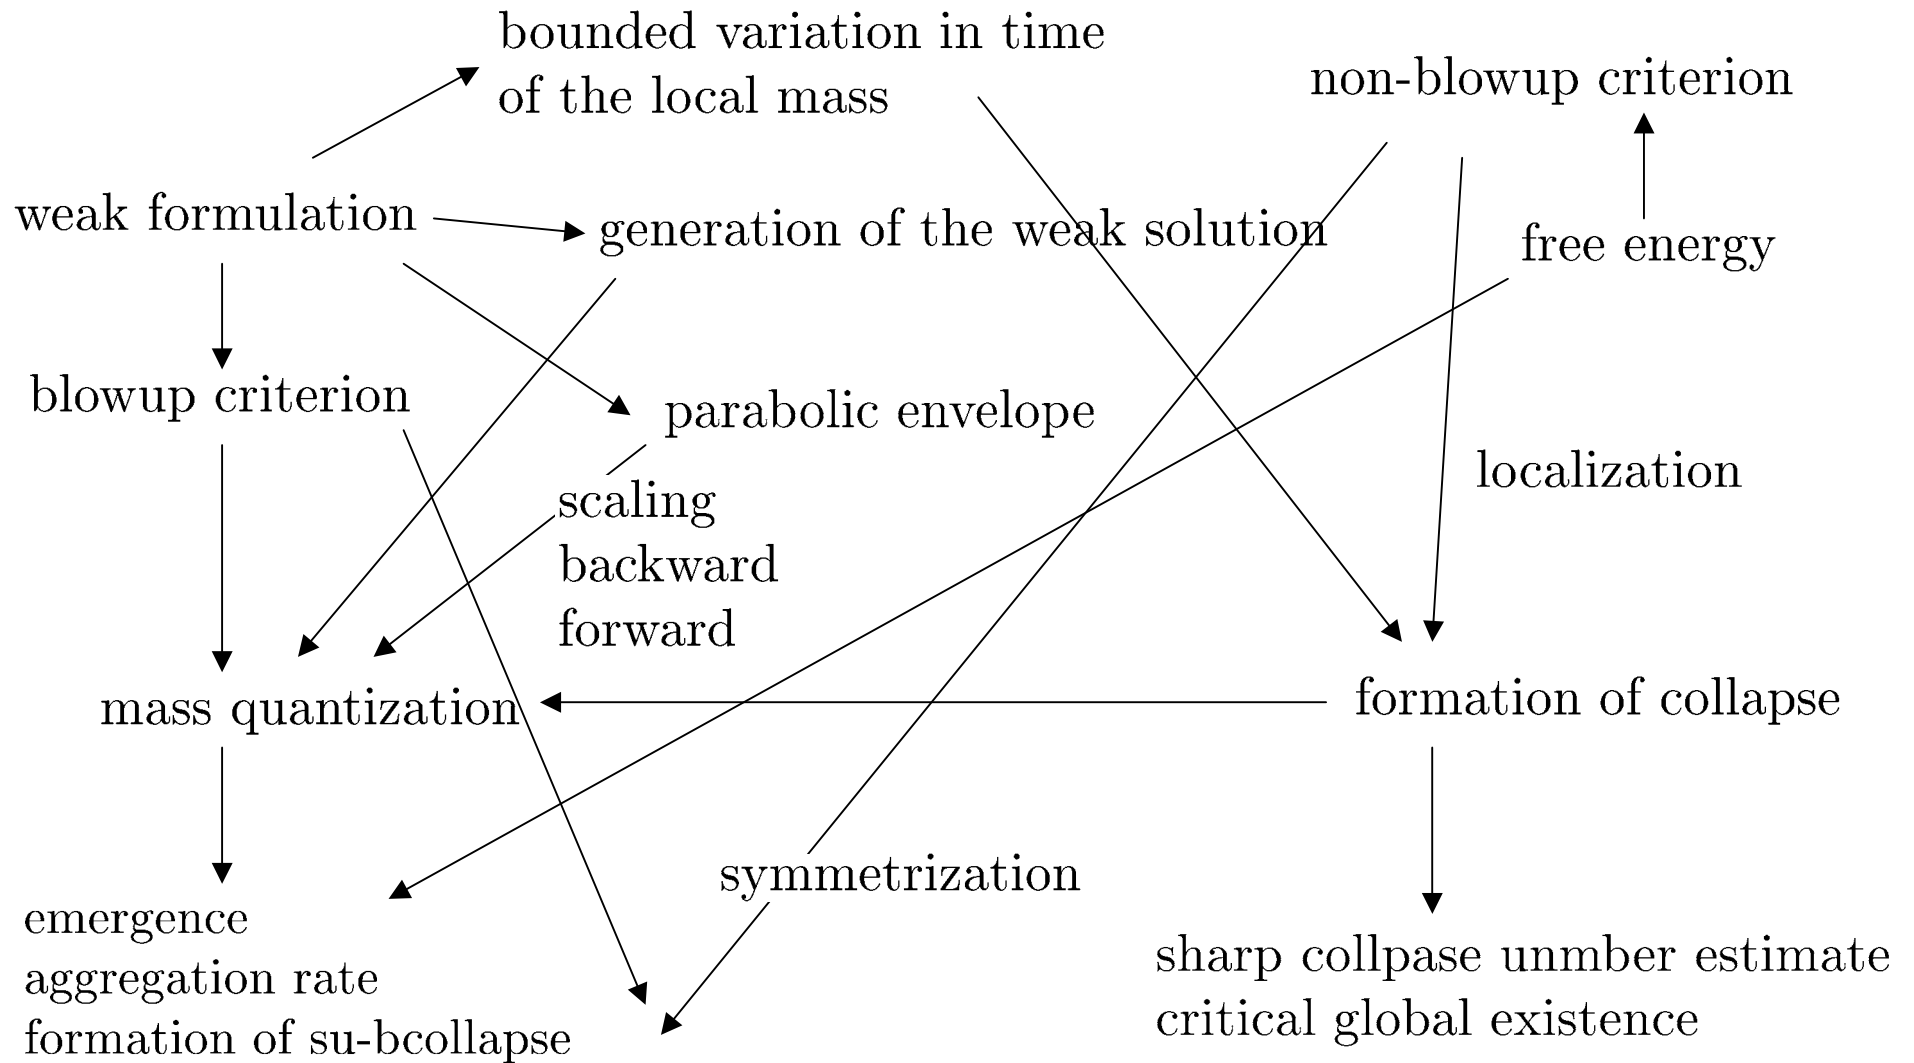 bounded variation in time
of the local mass
non-blowup criterion
weak formulation
generation of the weak solution
free energy
blowup criterion
parabolic envelope
localization
scaling
backward
forward
mass quantization
formation of collapse
symmetrization
emergence
aggregation rate
formation of su-bcollapse
sharp collpase unmber estimate
critical global existence